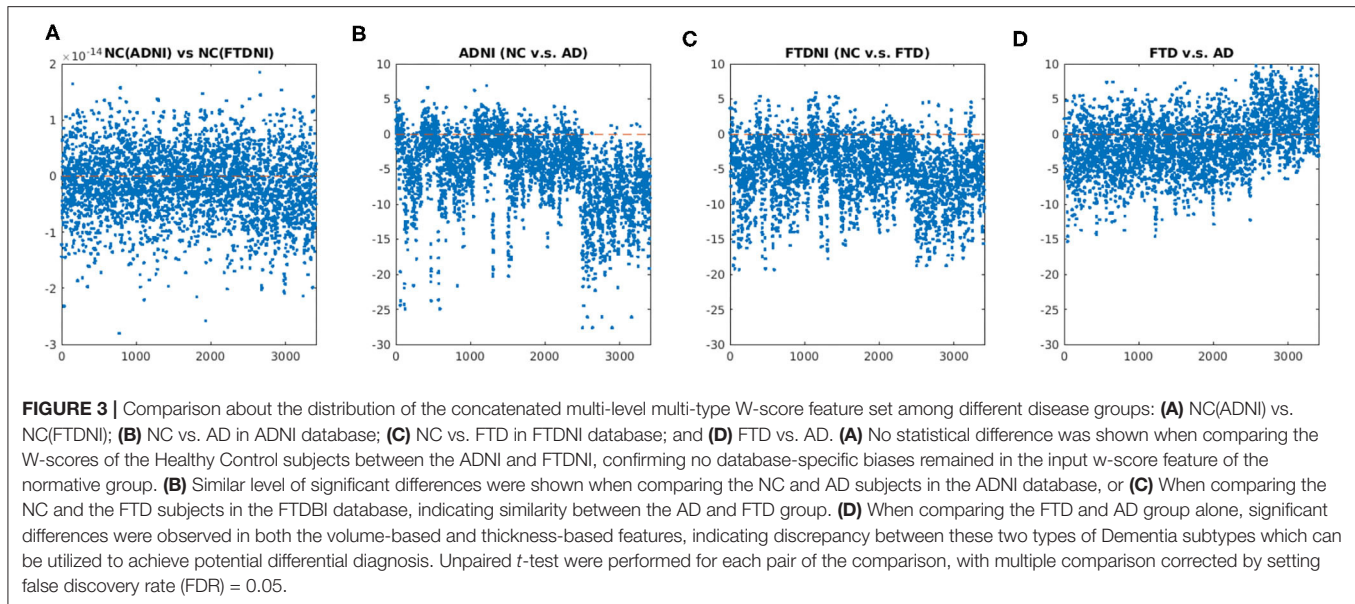 A
B
C
D
×10⁻¹⁴ NC(ADNI) vs NC(FTDNI)
ADNI (NC v.s. AD)
FTDNI (NC v.s. FTD)
FTD v.s. AD
2
1
0
-1
-2
-3
0 1000 2000 3000
10
5
0
-5
-10
-15
-20
-25
-30
0 1000 2000 3000
10
5
0
-5
-10
-15
-20
-25
-30
0 1000 2000 3000
10
5
0
-5
-10
-15
-20
-25
-30
0 1000 2000 3000
FIGURE 3 | Comparison about the distribution of the concatenated multi-level multi-type W-score feature set among different disease groups: (A) NC(ADNI) vs.
NC(FTDNI); (B) NC vs. AD in ADNI database; (C) NC vs. FTD in FTDNI database; and (D) FTD vs. AD. (A) No statistical difference was shown when comparing the
W-scores of the Healthy Control subjects between the ADNI and FTDNI, confirming no database-specific biases remained in the input w-score feature of the
normative group. (B) Similar level of significant differences were shown when comparing the NC and AD subjects in the ADNI database, or (C) When comparing the
NC and the FTD subjects in the FTDBI database, indicating similarity between the AD and FTD group. (D) When comparing the FTD and AD group alone, significant
differences were observed in both the volume-based and thickness-based features, indicating discrepancy between these two types of Dementia subtypes which can
be utilized to achieve potential differential diagnosis. Unpaired t-test were performed for each pair of the comparison, with multiple comparison corrected by setting
false discovery rate (FDR) = 0.05.